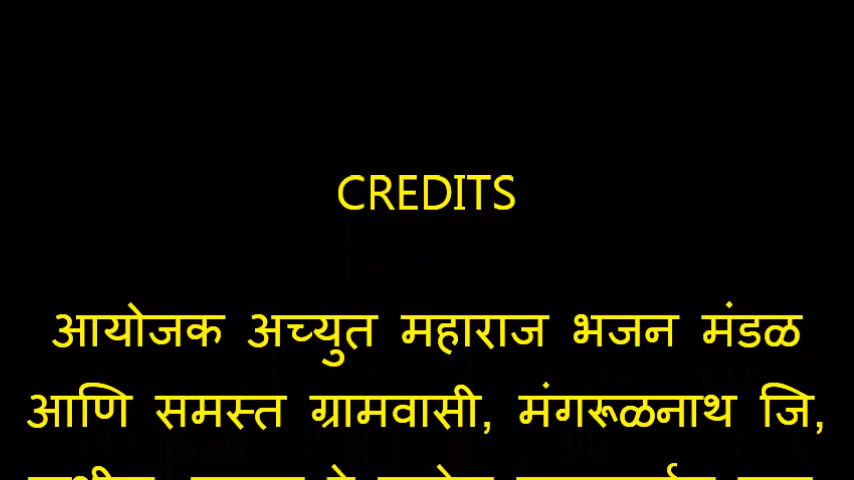 CREDITS
आयोजक अच्युत महाराज भजन मंडळ
आणि समस्त ग्रामवासी, मंगरूळनाथ जि,